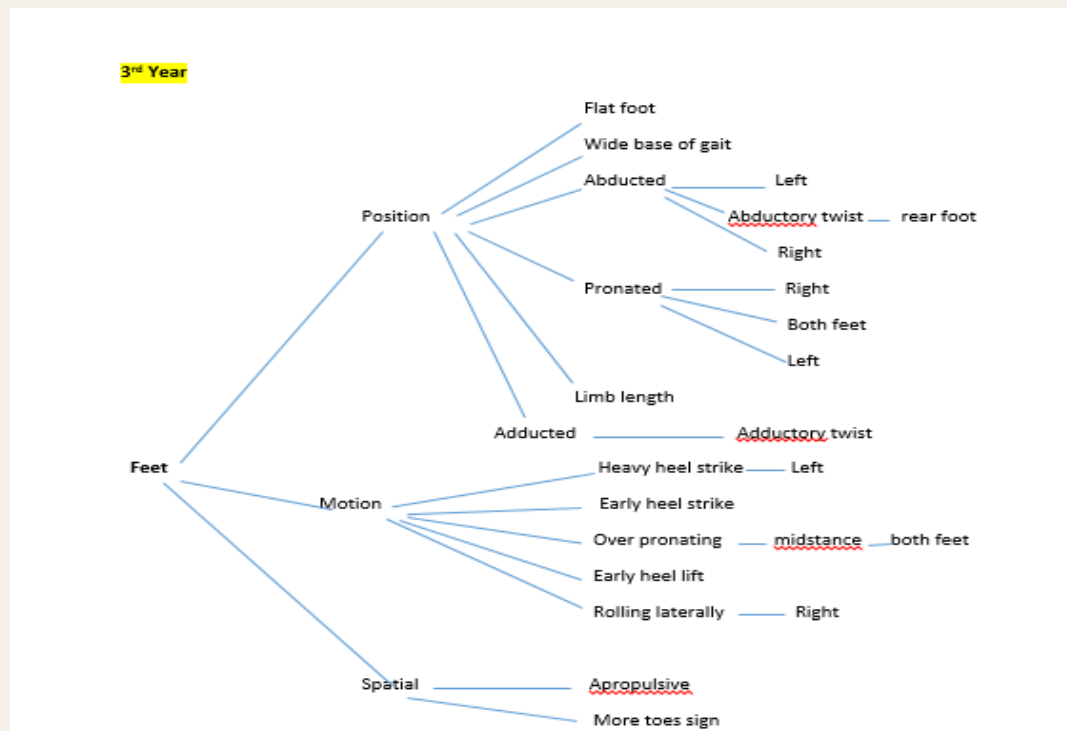 3rd Year
Flat foot
Wide base of gait
Abducted Left
Position Abductory twist rear foot
Right
Pronated Right
Both feet
Left
Limb length
Adducted Adductory twist
Feet Heavy heel strike Left
Motion Early heel strike
Over pronating midstance both feet
Early heel lift
Rolling laterally Right
Spatial Apropulsive
More toes sign